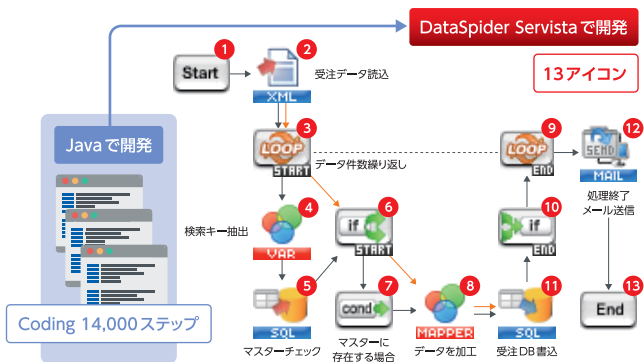 DataSpider Servistaで開発
13アイコン
Javaで開発
Coding 14,000ステップ
1
Start
2
XML
受注データ読込
3
LOOP
START
データ件数繰り返し
9
LOOP
END
12
SEND
MAIL
処理終了
メール送信
検索キー抽出
4
VAR
6
if
START
10
if
END
5
SQL
マスターチェック
7
cond
マスターに
存在する場合
8
MAPPER
データを加工
11
SQL
受注DB書込
13
End